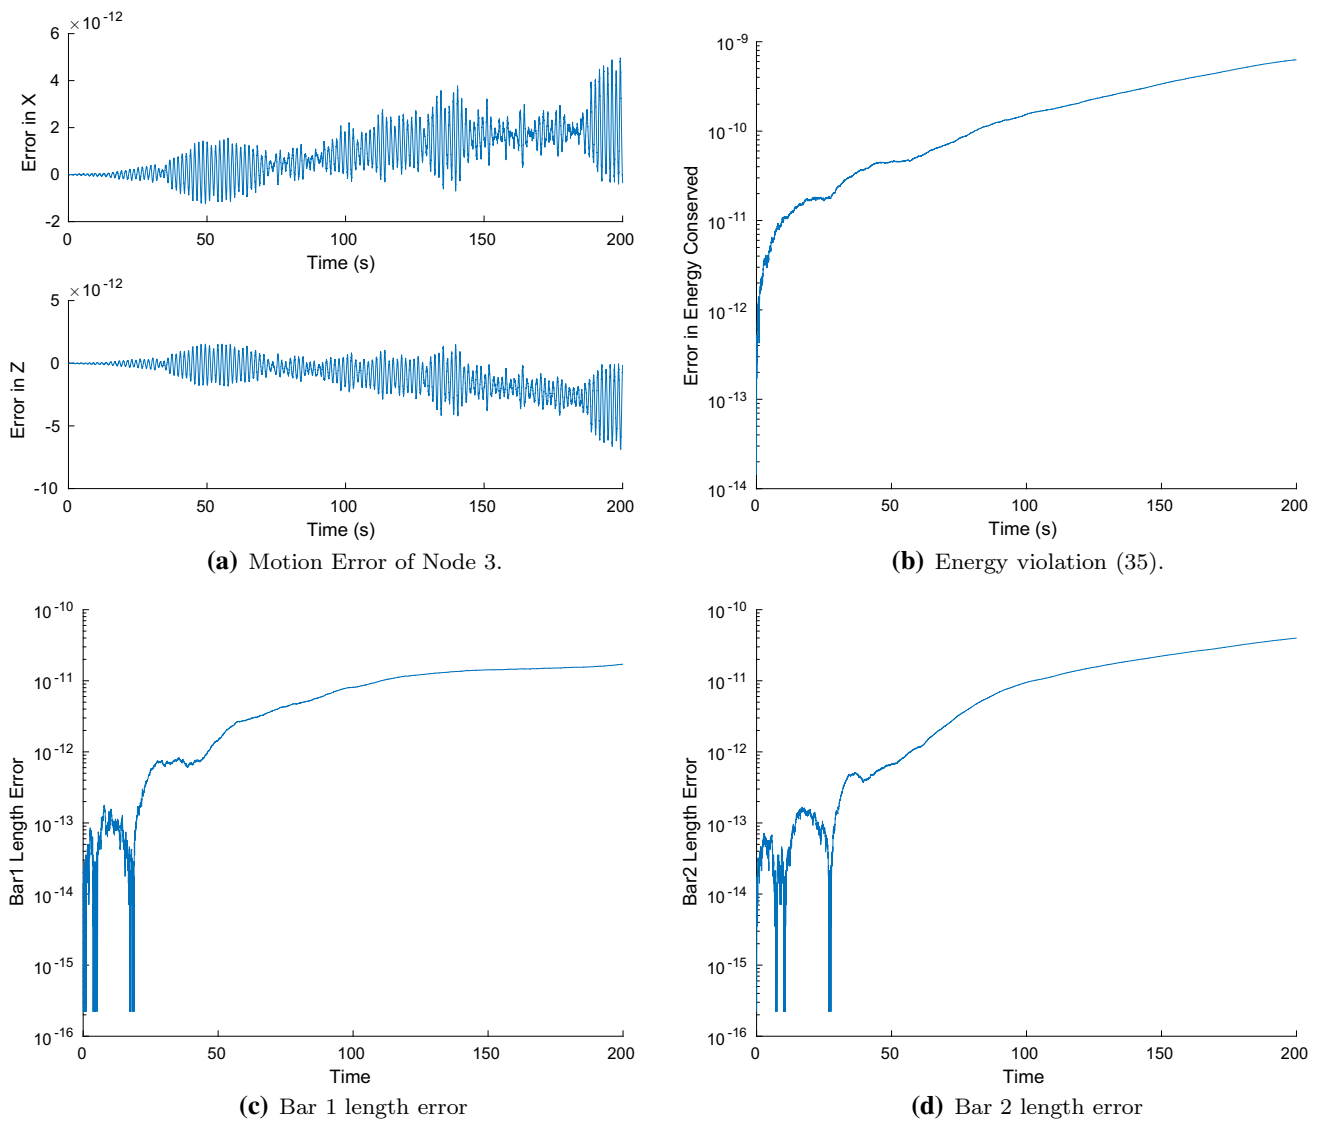 ×10^-12
6
4
2
0
-2
Error in X
0 50 100 150 200
Time (s)
×10^-12
5
0
-5
-10
Error in Z
0 50 100 150 200
Time (s)
(a) Motion Error of Node 3.
10^-9
10^-10
10^-11
10^-12
10^-13
10^-14
Error in Energy Conserved
0 50 100 150 200
Time (s)
(b) Energy violation (35).
10^-10
10^-11
10^-12
10^-13
10^-14
10^-15
10^-16
Bar1 Length Error
0 50 100 150 200
Time
(c) Bar 1 length error
10^-10
10^-11
10^-12
10^-13
10^-14
10^-15
10^-16
Bar2 Length Error
0 50 100 150 200
Time
(d) Bar 2 length error